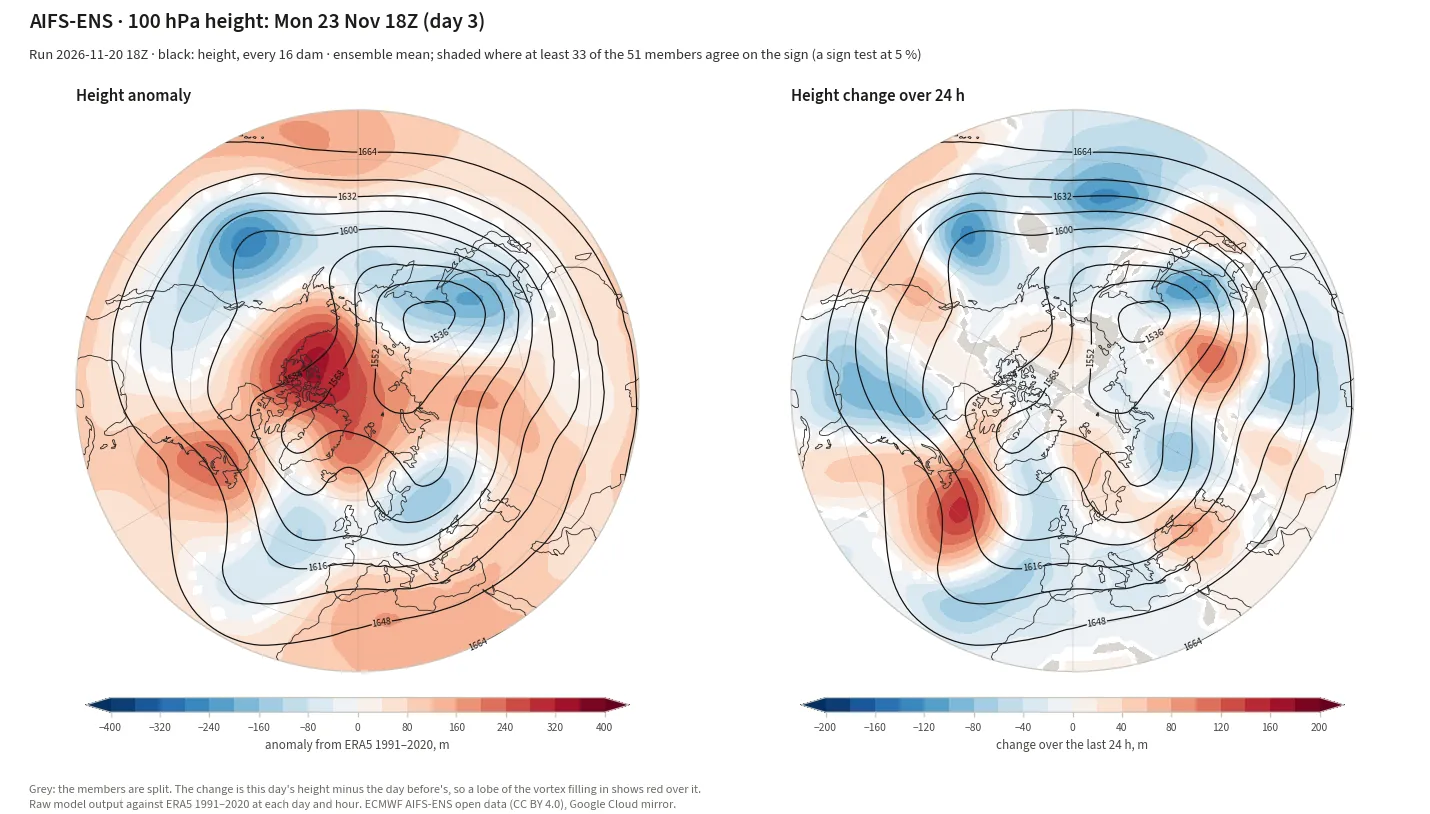 AIFS-ENS · 100 hPa height: Mon 23 Nov 18Z (day 3)
Run 2026-11-20 18Z · black: height, every 16 dam · ensemble mean; shaded where at least 33 of the 51 members agree on the sign (a sign test at 5 %)
Height anomaly
Height change over 24 h
1664
1632
1600
1536
1552
1568
1616
1648
1664
1664
1632
1600
1536
1552
1568
1616
1648
1664
−400 −320 −240 −160 −80 0 80 160 240 320 400
anomaly from ERA5 1991–2020, m
−200 −160 −120 −80 −40 0 40 80 120 160 200
change over the last 24 h, m
Grey: the members are split. The change is this day's height minus the day before's, so a lobe of the vortex filling in shows red over it.
Raw model output against ERA5 1991–2020 at each day and hour. ECMWF AIFS-ENS open data (CC BY 4.0), Google Cloud mirror.